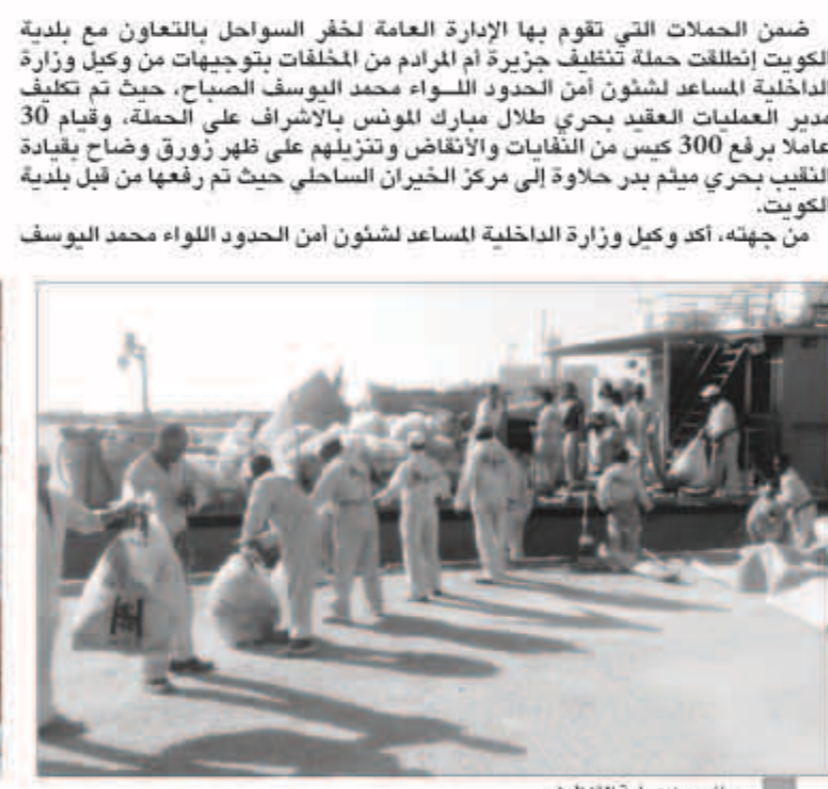 ضمن الحملات التي تقوم بها الإدارة العامة لخفر السواحل بالتعاون مع بلدية
الكويت إنطلقت حملة تنظيف جزيرة أم المرادم من المخلفات بتوجيهات من وكيل وزارة
الداخلية المساعد لشئون أمن الحدود اللــواء محمد اليوسف الصباح، حيث تم تكليف
مدير العمليات العقيد بحري طلال مبارك المونس بالاشراف على الحملة، وقيام 30
عاملا برفع 300 كيس من النفايات والأنقاض وتنزيلهم على ظهر زورق وضاح بقيادة
النقيب بحري ميثم بدر حلاوة إلى مركز الخيران الساحلي حيث تم رفعها من قبل بلدية
الكويت.
من جهته، أكد وكيل وزارة الداخلية المساعد لشئون أمن الحدود اللواء محمد اليوسف